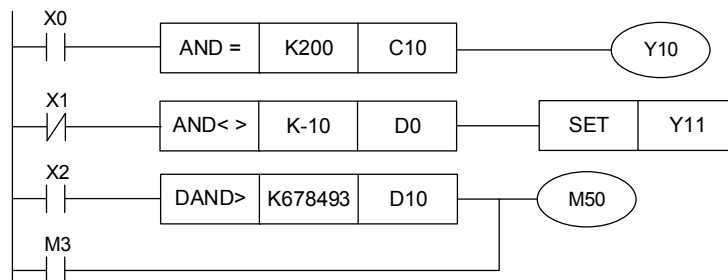 X0
AND = K200 C10 Y10
X1
AND< > K-10 D0 SET Y11
X2
DAND> K678493 D10 M50
M3